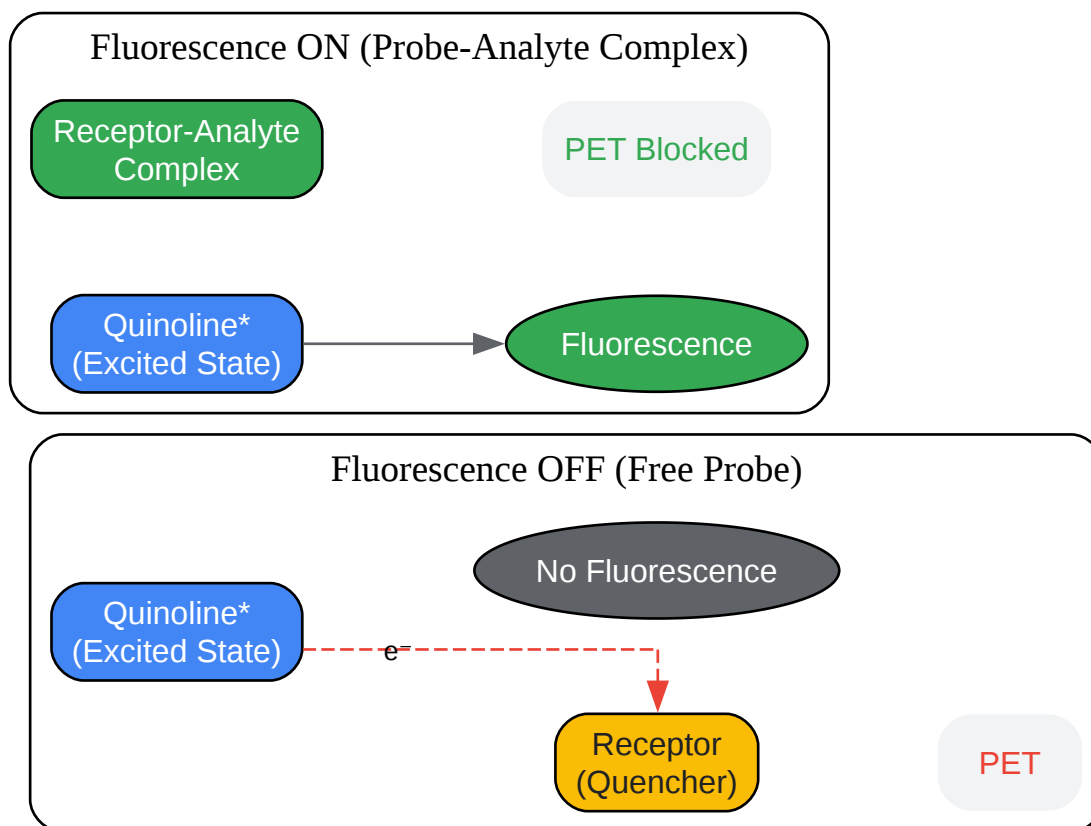 Fluorescence ON (Probe-Analyte Complex)
Receptor-Analyte
Complex
PET Blocked
Quinoline*
(Excited State)
Fluorescence
Fluorescence OFF (Free Probe)
No Fluorescence
Quinoline*
(Excited State)
e⁻
Receptor
(Quencher)
PET